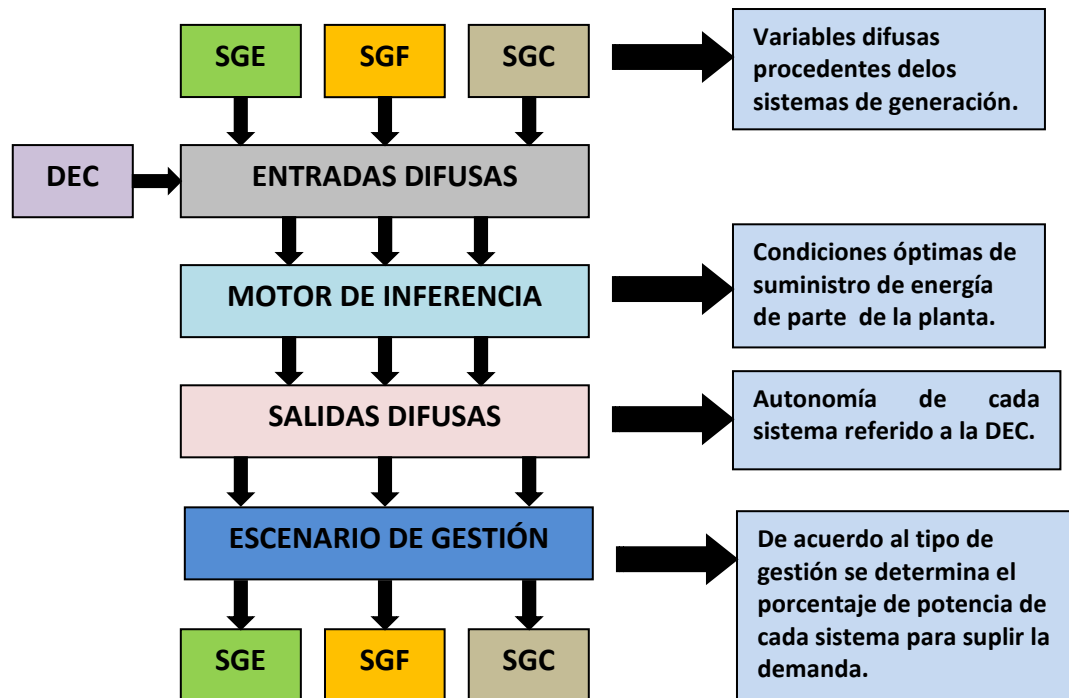 SGE
SGF
SGC
Variables difusas
procedentes delos
sistemas de generación.
DEC
ENTRADAS DIFUSAS
MOTOR DE INFERENCIA
Condiciones óptimas de
suministro de energía
de parte de la planta.
SALIDAS DIFUSAS
Autonomía de cada
sistema referido a la DEC.
ESCENARIO DE GESTIÓN
De acuerdo al tipo de
gestión se determina el
porcentaje de potencia de
cada sistema para suplir la
demanda.
SGE
SGF
SGC